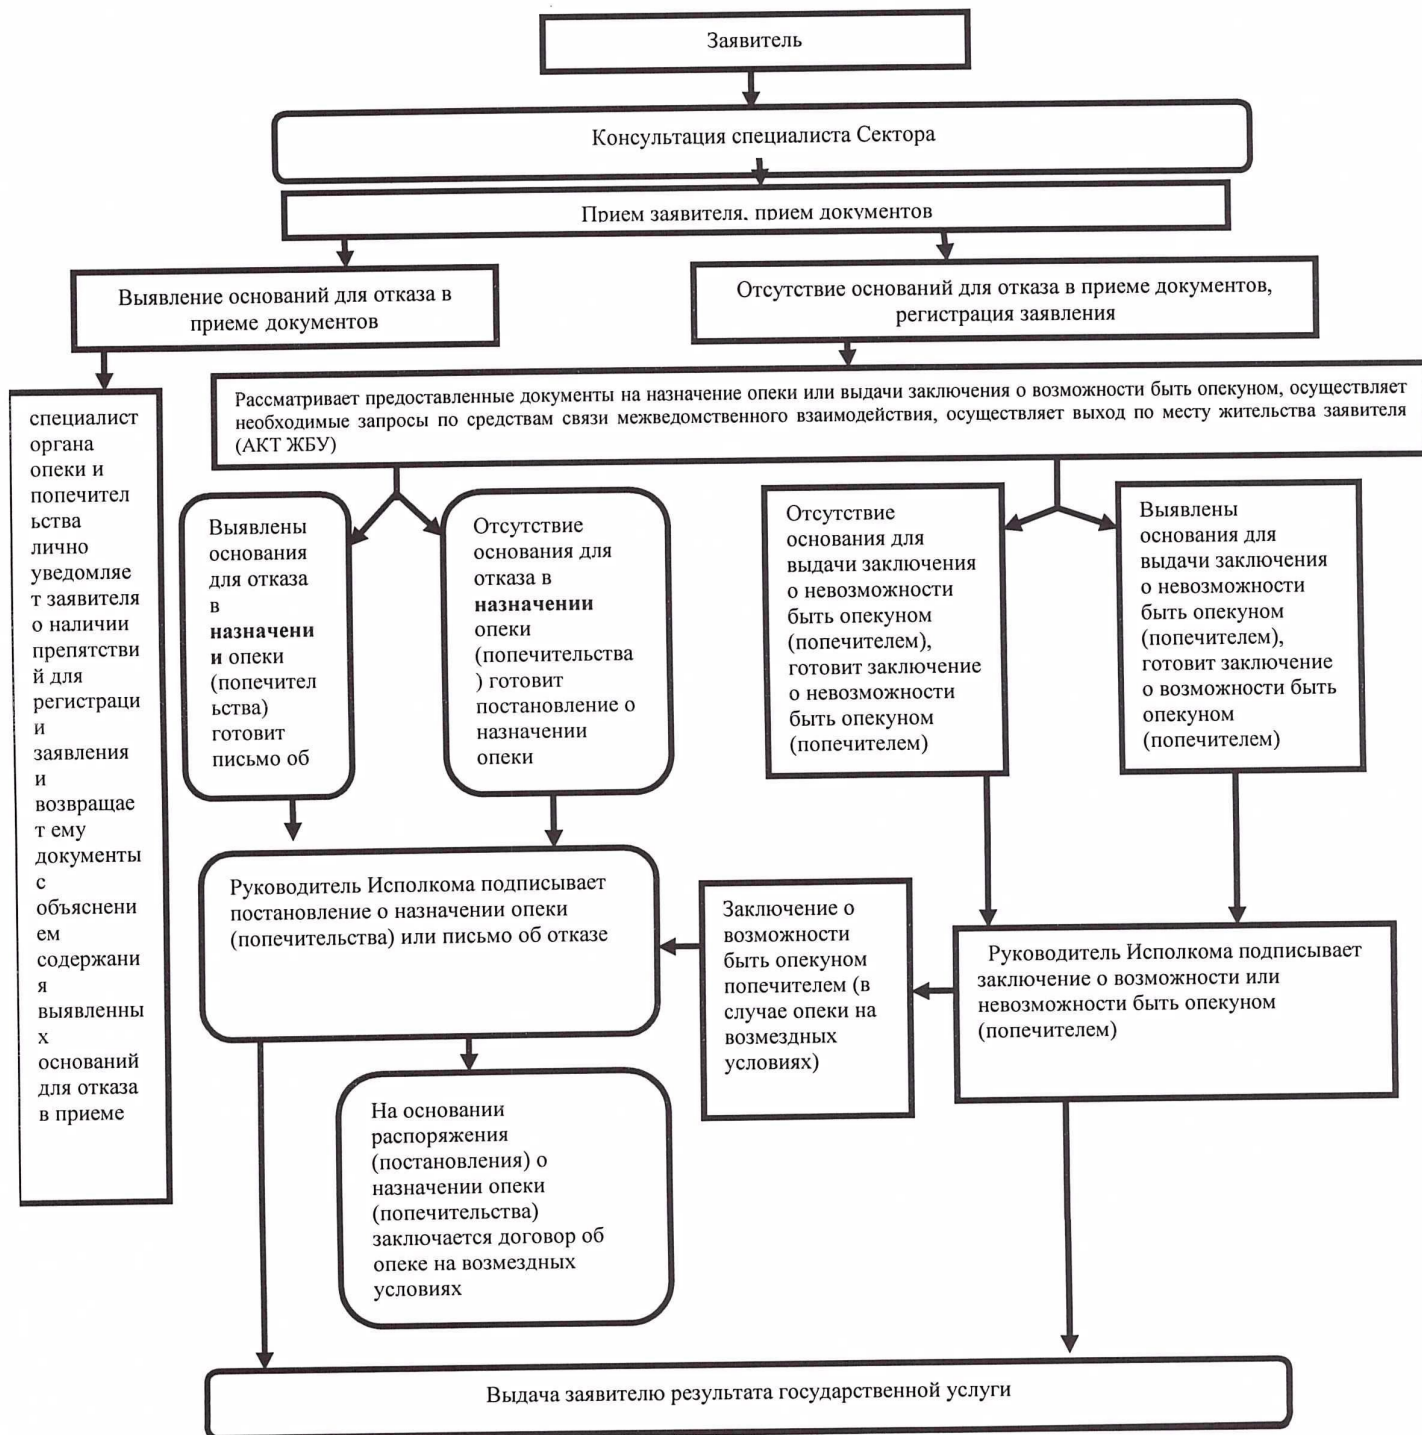 Заявитель
Консультация специалиста Сектора
Прием заявителя, прием документов
Выявление оснований для отказа в
приеме документов
Отсутствие оснований для отказа в приеме документов,
регистрация заявления
специалист
органа
опеки и
попечител
ьства
лично
уведомляе
т заявителя
о наличии
препятстви
й для
регистраци
и
заявления
и
возвращае
т ему
документы
с
объяснени
ем
содержани
я
выявленны
х
оснований
для отказа
в приеме
Рассматривает предоставленные документы на назначение опеки или выдачи заключения о возможности быть опекуном, осуществляет
необходимые запросы по средствам связи межведомственного взаимодействия, осуществляет выход по месту жительства заявителя
(АКТ ЖБУ)
Выявлены
основания
для отказа
в
назначени
и опеки
(попечител
ьства)
готовит
письмо об
Отсутствие
основания для
отказа в
назначении
опеки
(попечительства
) готовит
постановление о
назначении
опеки
Отсутствие
основания для
выдачи заключения
о невозможности
быть опекуном
(попечителем),
готовит заключение
о невозможности
быть опекуном
(попечителем)
Выявлены
основания для
выдачи заключения
о невозможности
быть опекуном
(попечителем),
готовит заключение
о возможности быть
опекуном
(попечителем)
Руководитель Исполкома подписывает
постановление о назначении опеки
(попечительства) или письмо об отказе
Заключение о
возможности
быть опекуном
попечителем (в
случае опеки на
возмездных
условиях)
Руководитель Исполкома подписывает
заключение о возможности или
невозможности быть опекуном
(попечителем)
На основании
распоряжения
(постановления) о
назначении опеки
(попечительства)
заключается договор об
опеке на возмездных
условиях
Выдача заявителю результата государственной услуги